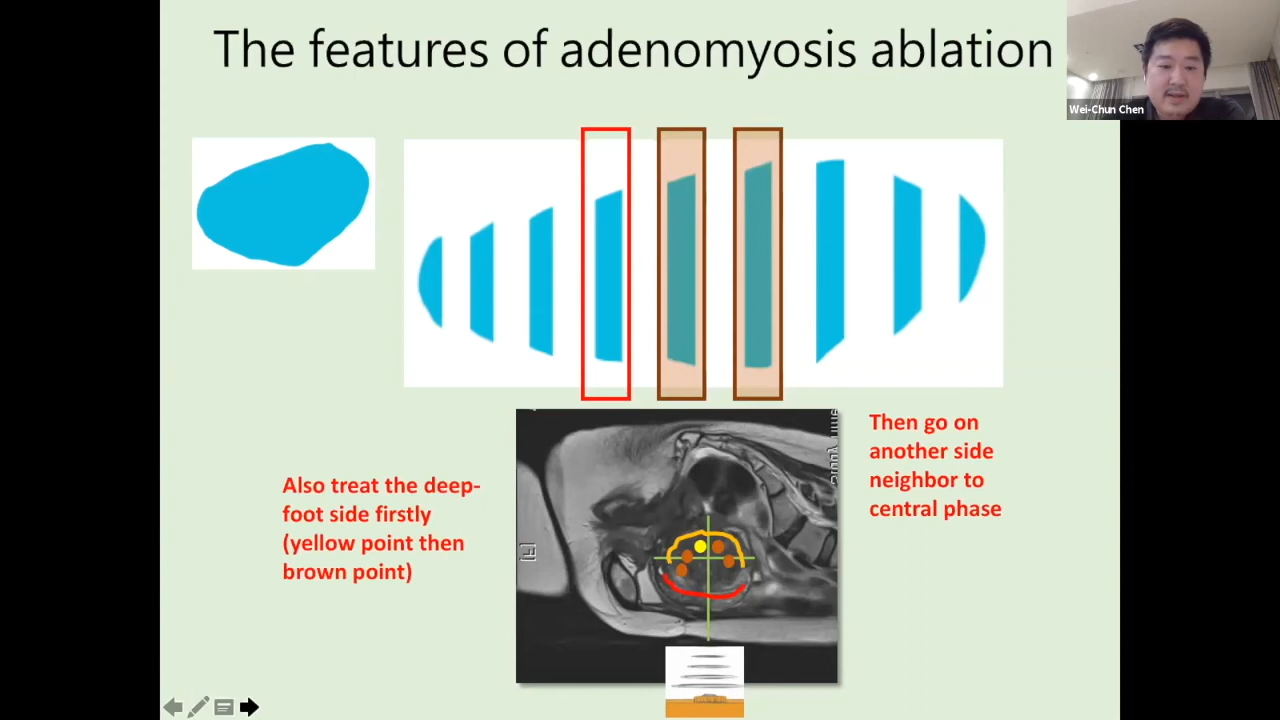 The features of adenomyosis ablation
Wei-Chun Chen
Then go on
another side
neighbor to
central phase
Also treat the deep-
foot side firstly
(yellow point then
brown point)
[F]